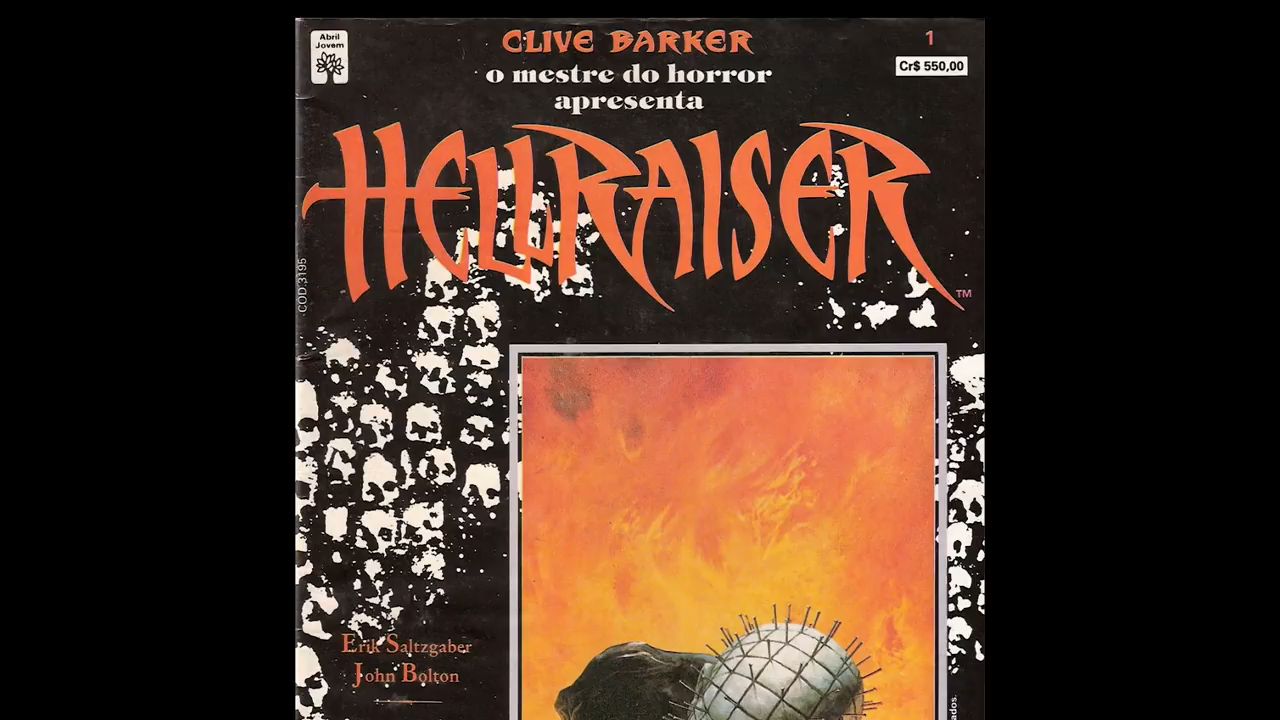 Abril
Jovem
CLIVE BARKER
1
o mestre do horror
Cr$ 550,00
apresenta
HELLRAISER
TM
COD.3195
Erik Saltzgaber
John Bolton
ados.